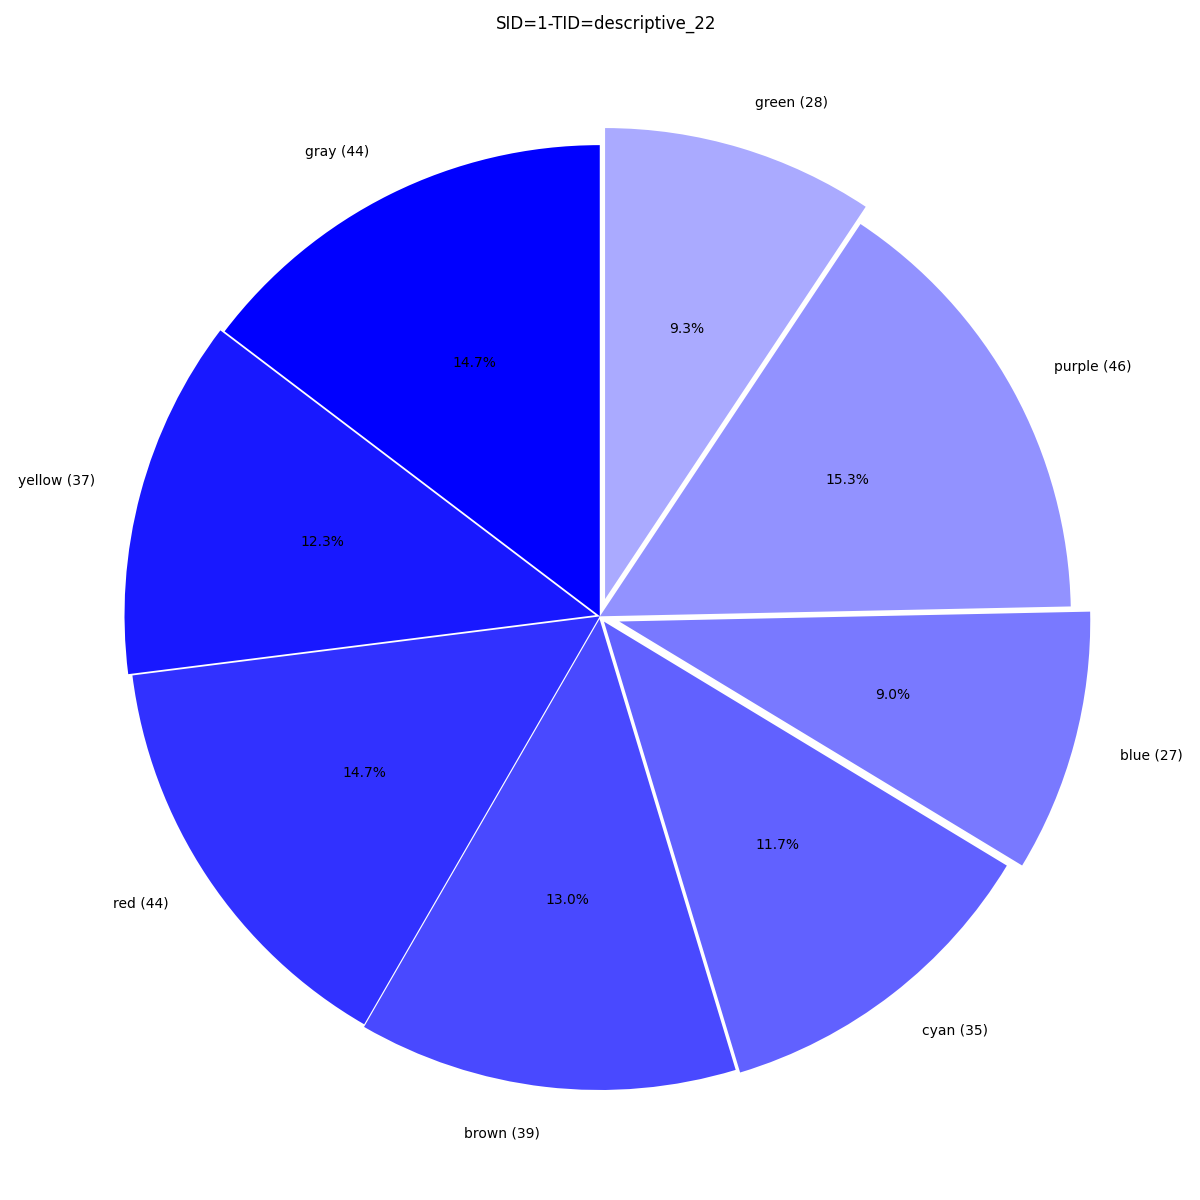 SID=1-TID=descriptive_22
green (28)
gray (44)
9.3%
14.7%
purple (46)
yellow (37)
15.3%
12.3%
9.0%
blue (27)
14.7%
11.7%
red (44)
13.0%
cyan (35)
brown (39)